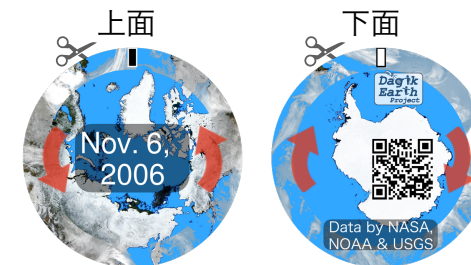 上面
下面
Nov. 6,
2006
Dagik
Earth
Project
Data by NASA,
NOAA & USGS